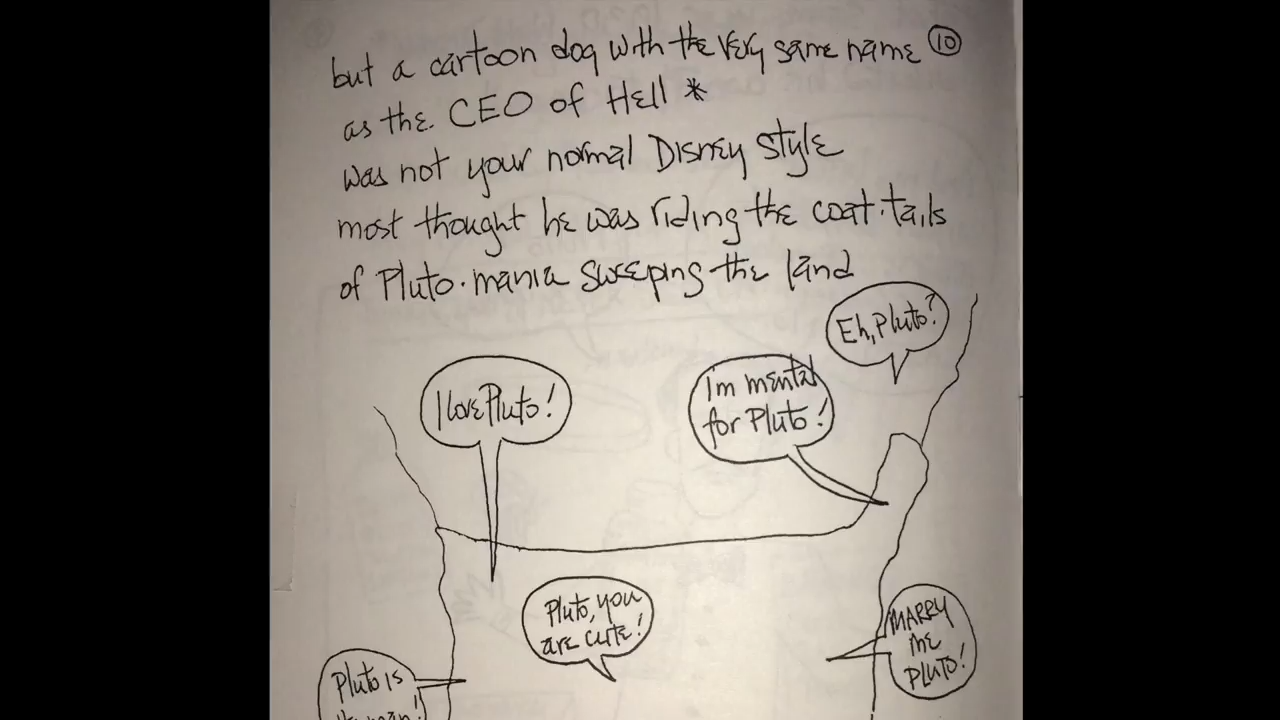 but a cartoon dog with the very same name 10
as the CEO of Hell *
was not your normal Disney style
most thought he was riding the coat·tails
of Pluto·mania sweeping the land
Eh, Pluto?
I'm mental
for Pluto!
I love Pluto!
Pluto, you
are cute!
MARRY
me
PLUTO!
Pluto is